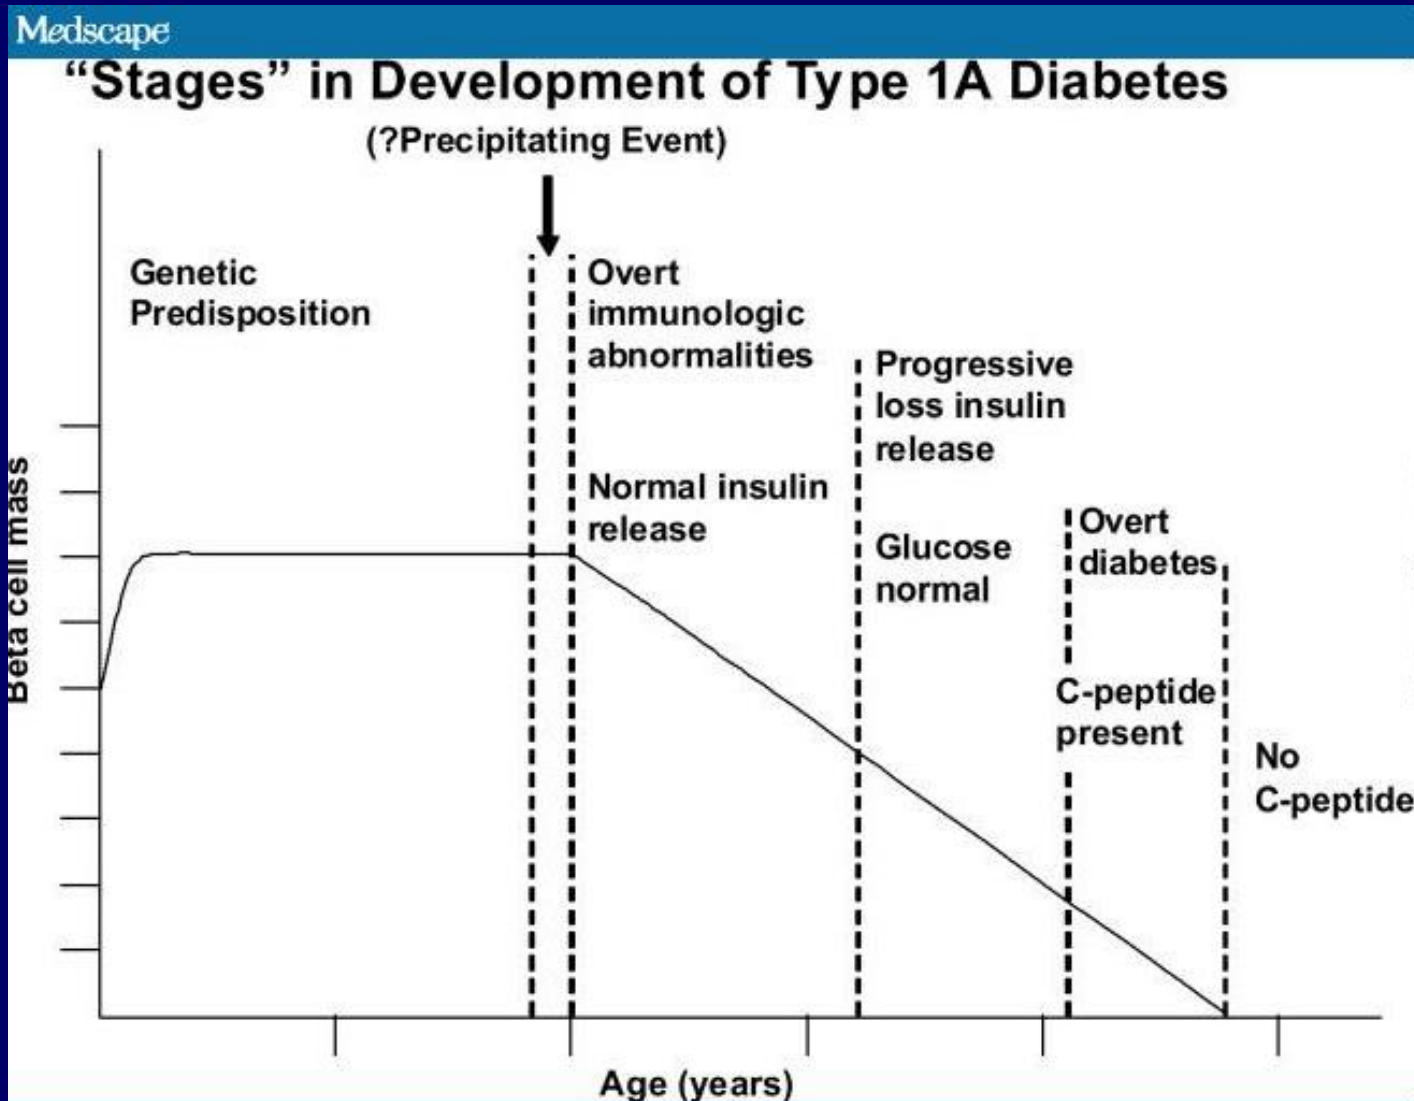 Medscape
“Stages” in Development of Type 1A Diabetes
(?Precipitating Event)
Genetic
Predisposition
Overt
immunologic
abnormalities
Normal insulin
release
Progressive
loss insulin
release
Glucose
normal
Overt
diabetes
C-peptide
present
No
C-peptide
Beta cell mass
Age (years)